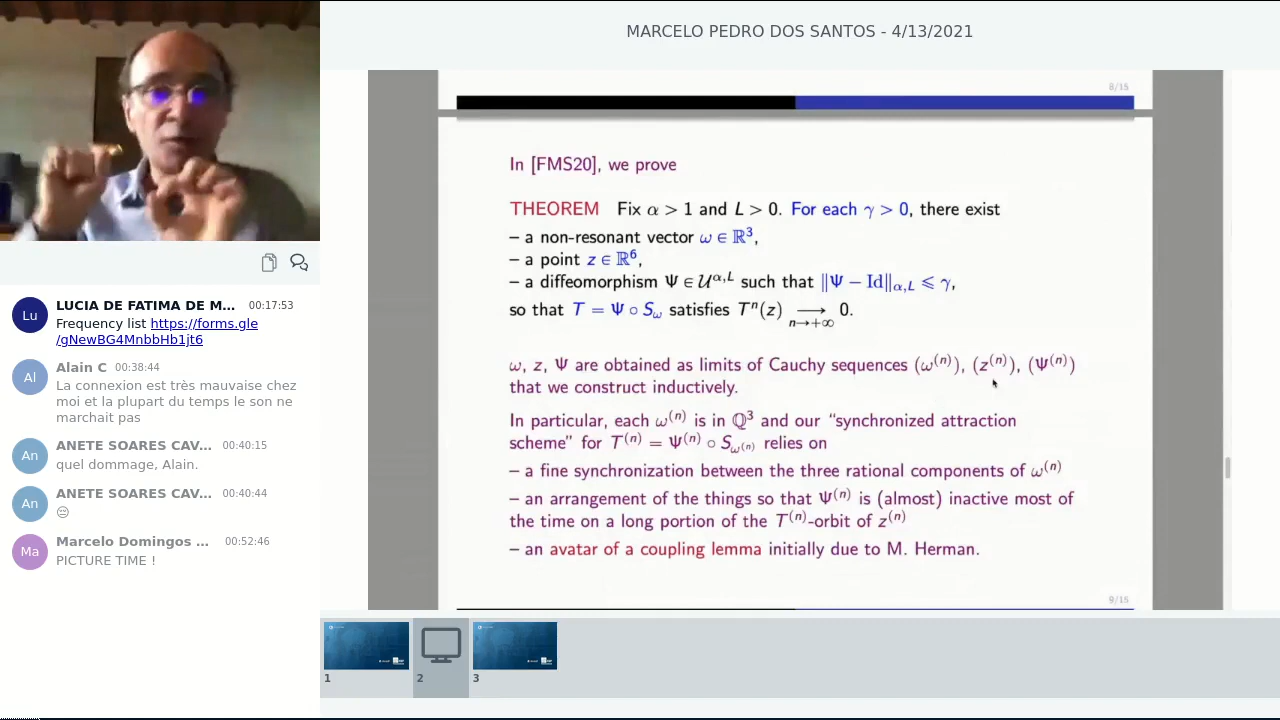 MARCELO PEDRO DOS SANTOS - 4/13/2021
LUCIA DE FATIMA DE M... 00:17:53
Lu
Frequency list https://forms.gle
/gNewBG4MnbbHb1jt6
Alain C 00:38:44
Al
La connexion est très mauvaise chez
moi et la plupart du temps le son ne
marchait pas
ANETE SOARES CAV... 00:40:15
An
quel dommage, Alain.
ANETE SOARES CAV... 00:40:44
An
😔
Marcelo Domingos ... 00:52:46
Ma
PICTURE TIME !
8/15
In [FMS20], we prove
THEOREM Fix α > 1 and L > 0. For each γ > 0, there exist
– a non-resonant vector ω ∈ ℝ³,
– a point z ∈ ℝ⁶,
– a diffeomorphism Ψ ∈ 𝒰^{α,L} such that ‖Ψ − Id‖_{α,L} ⩽ γ,
so that T = Ψ ∘ S_ω satisfies Tⁿ(z) ⟶ 0.
n→+∞
ω, z, Ψ are obtained as limits of Cauchy sequences (ω⁽ⁿ⁾), (z⁽ⁿ⁾), (Ψ⁽ⁿ⁾)
that we construct inductively.
In particular, each ω⁽ⁿ⁾ is in ℚ³ and our “synchronized attraction
scheme” for T⁽ⁿ⁾ = Ψ⁽ⁿ⁾ ∘ S_{ω⁽ⁿ⁾} relies on
– a fine synchronization between the three rational components of ω⁽ⁿ⁾
– an arrangement of the things so that Ψ⁽ⁿ⁾ is (almost) inactive most of
the time on a long portion of the T⁽ⁿ⁾-orbit of z⁽ⁿ⁾
– an avatar of a coupling lemma initially due to M. Herman.
9/15
1
2
3